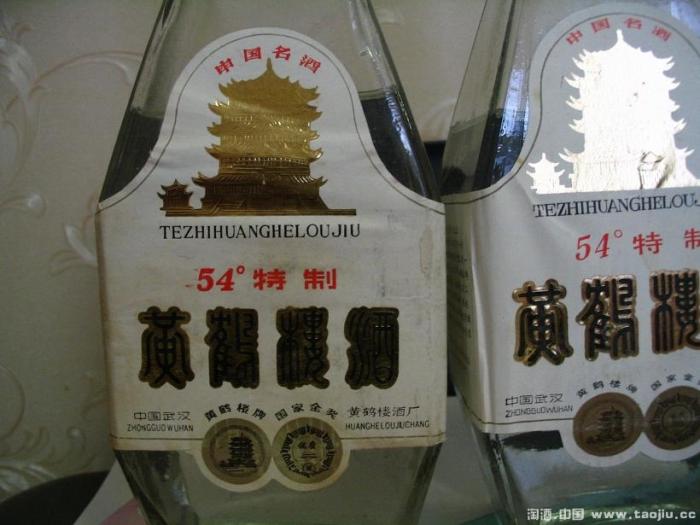 中国名酒
TEZHIHUANGHELOUJIU
54°特制
黄鹤楼酒
黄鹤楼牌 国家金奖
中国武汉
ZHONGGUOWUHAN
黄鹤楼酒厂
HUANGHELOUJIUCHANG
中国名酒
TEZHIHUANGHELOUJ
54°特制
黄鹤楼
黄鹤楼牌 国家金
中国武汉
ZHONGGUOWUHAN
淘酒.中国 www.taojiu.cc